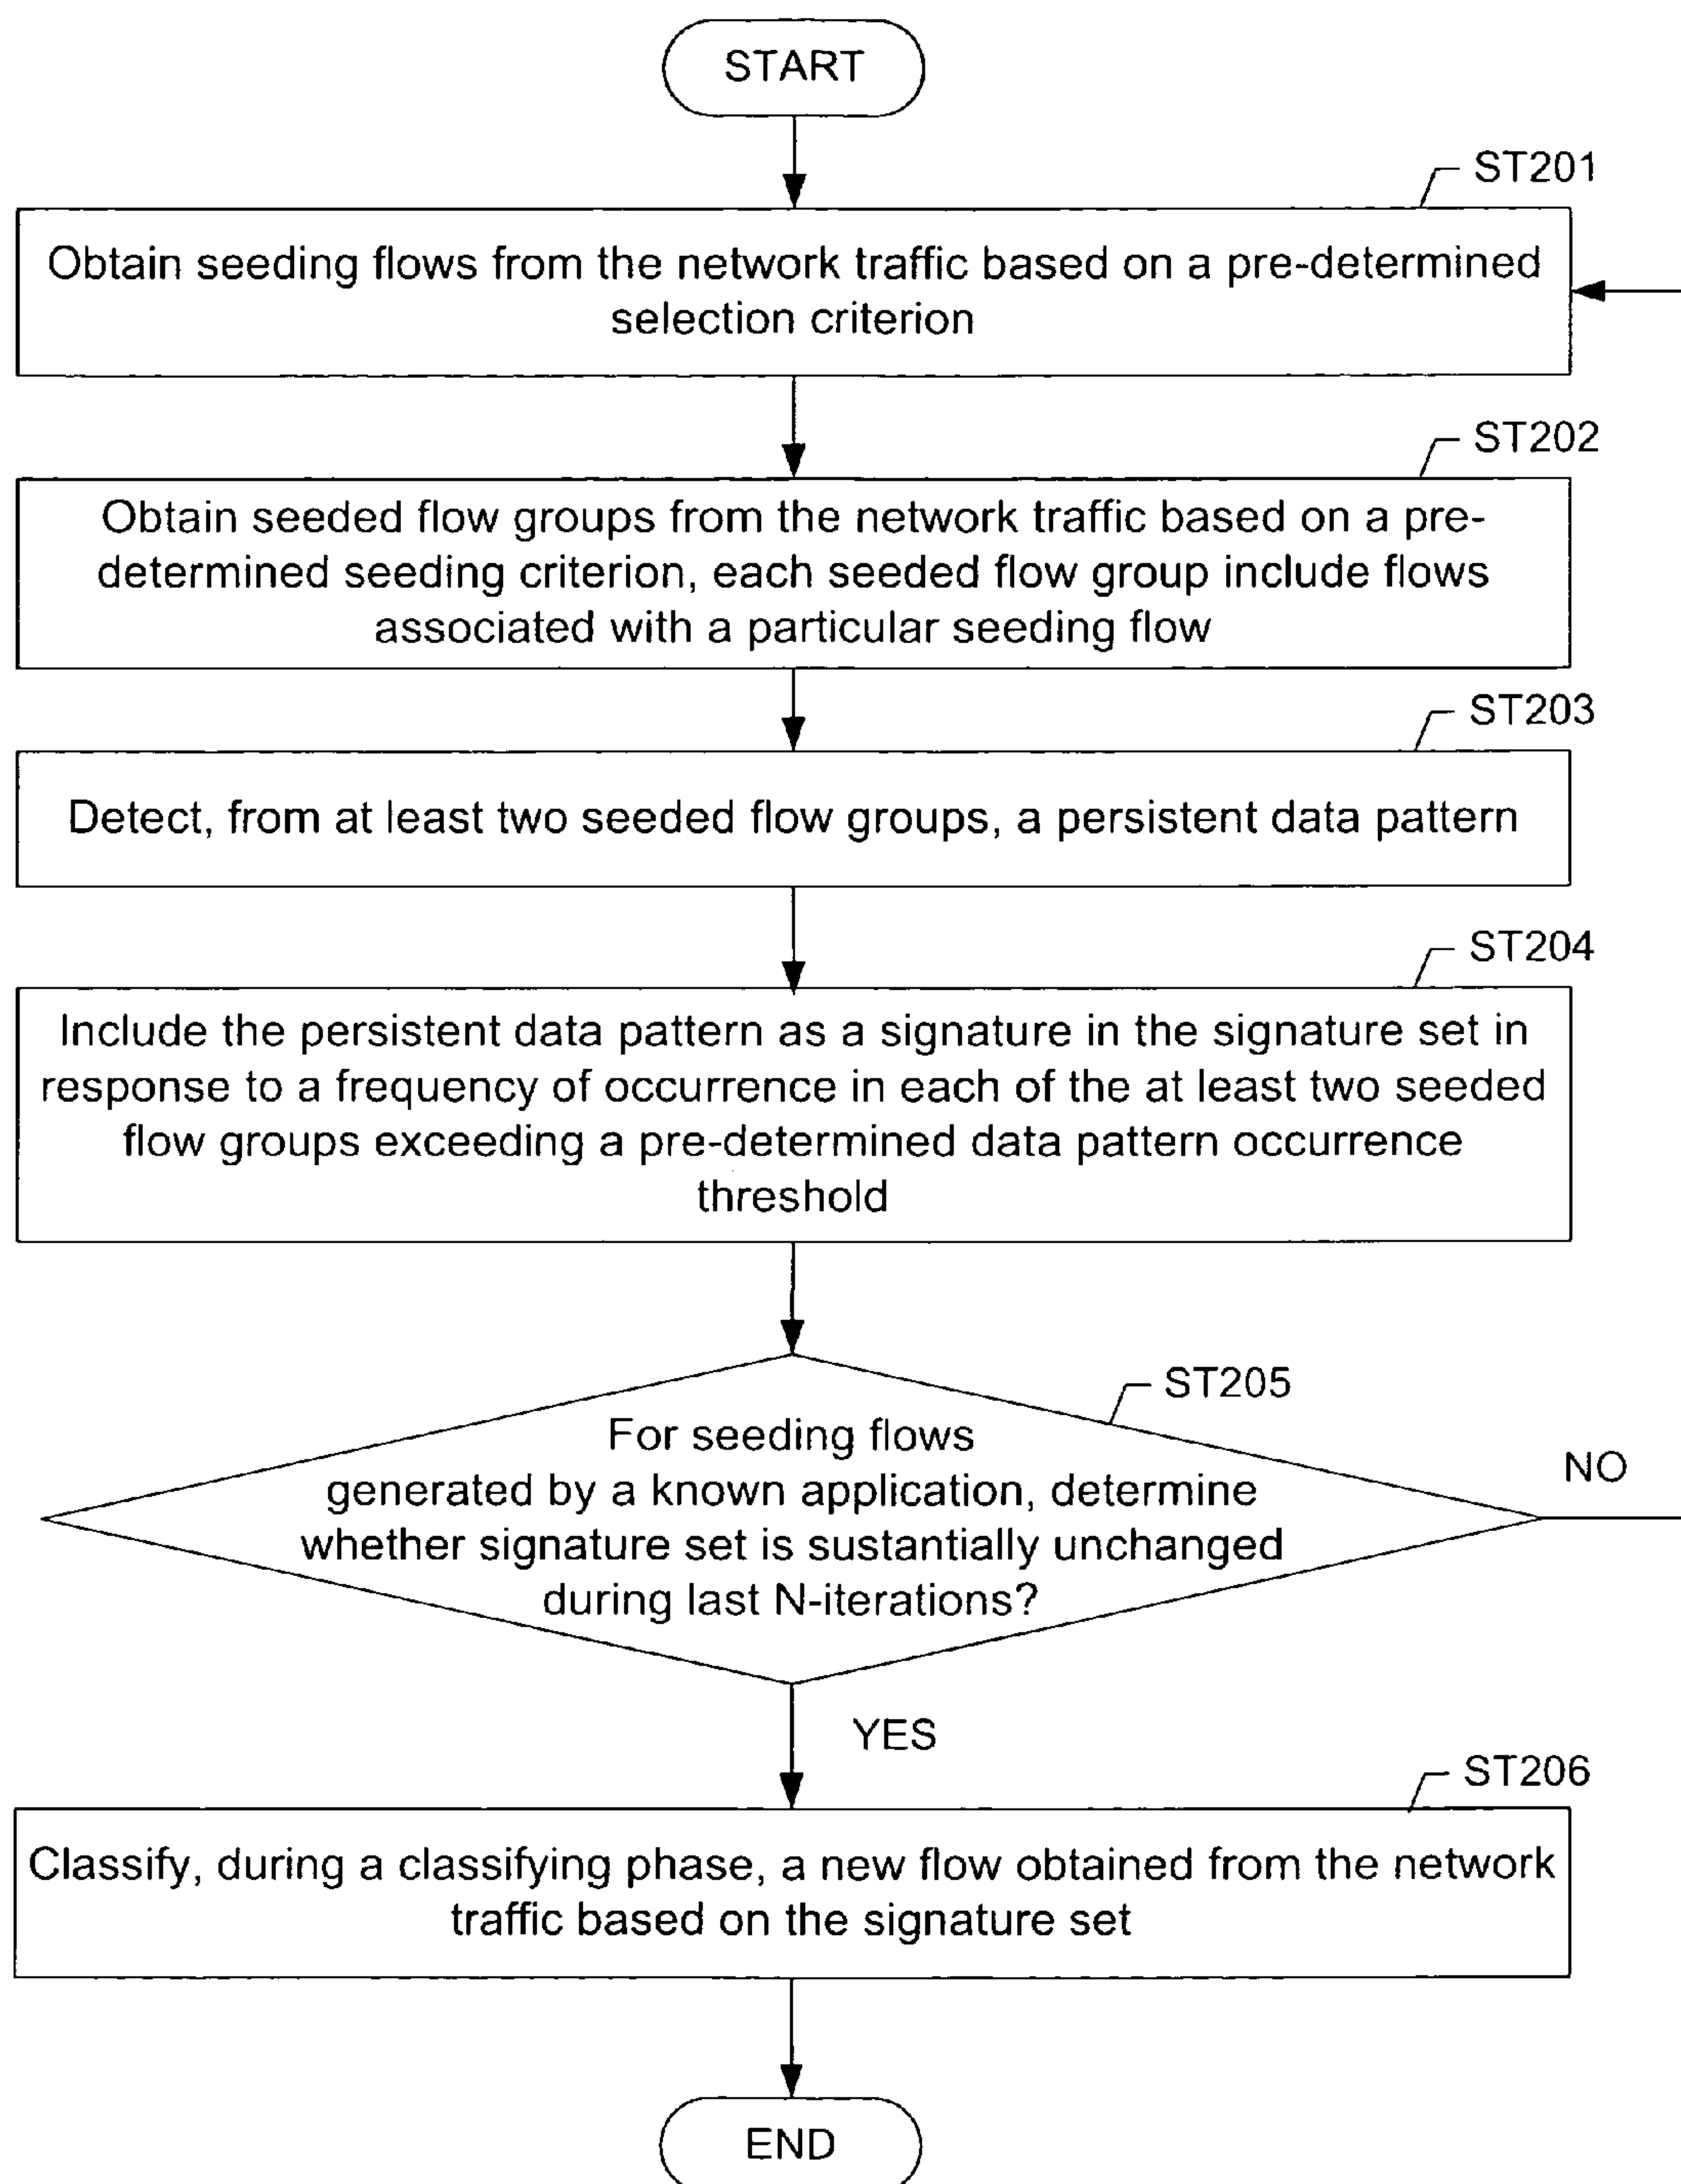 START
ST201
Obtain seeding flows from the network traffic based on a pre-determined
selection criterion
ST202
Obtain seeded flow groups from the network traffic based on a pre-
determined seeding criterion, each seeded flow group include flows
associated with a particular seeding flow
ST203
Detect, from at least two seeded flow groups, a persistent data pattern
ST204
Include the persistent data pattern as a signature in the signature set in
response to a frequency of occurrence in each of the at least two seeded
flow groups exceeding a pre-determined data pattern occurrence
threshold
ST205
For seeding flows
generated by a known application, determine
whether signature set is sustantially unchanged
during last N-iterations?
NO
YES
ST206
Classify, during a classifying phase, a new flow obtained from the network
traffic based on the signature set
END